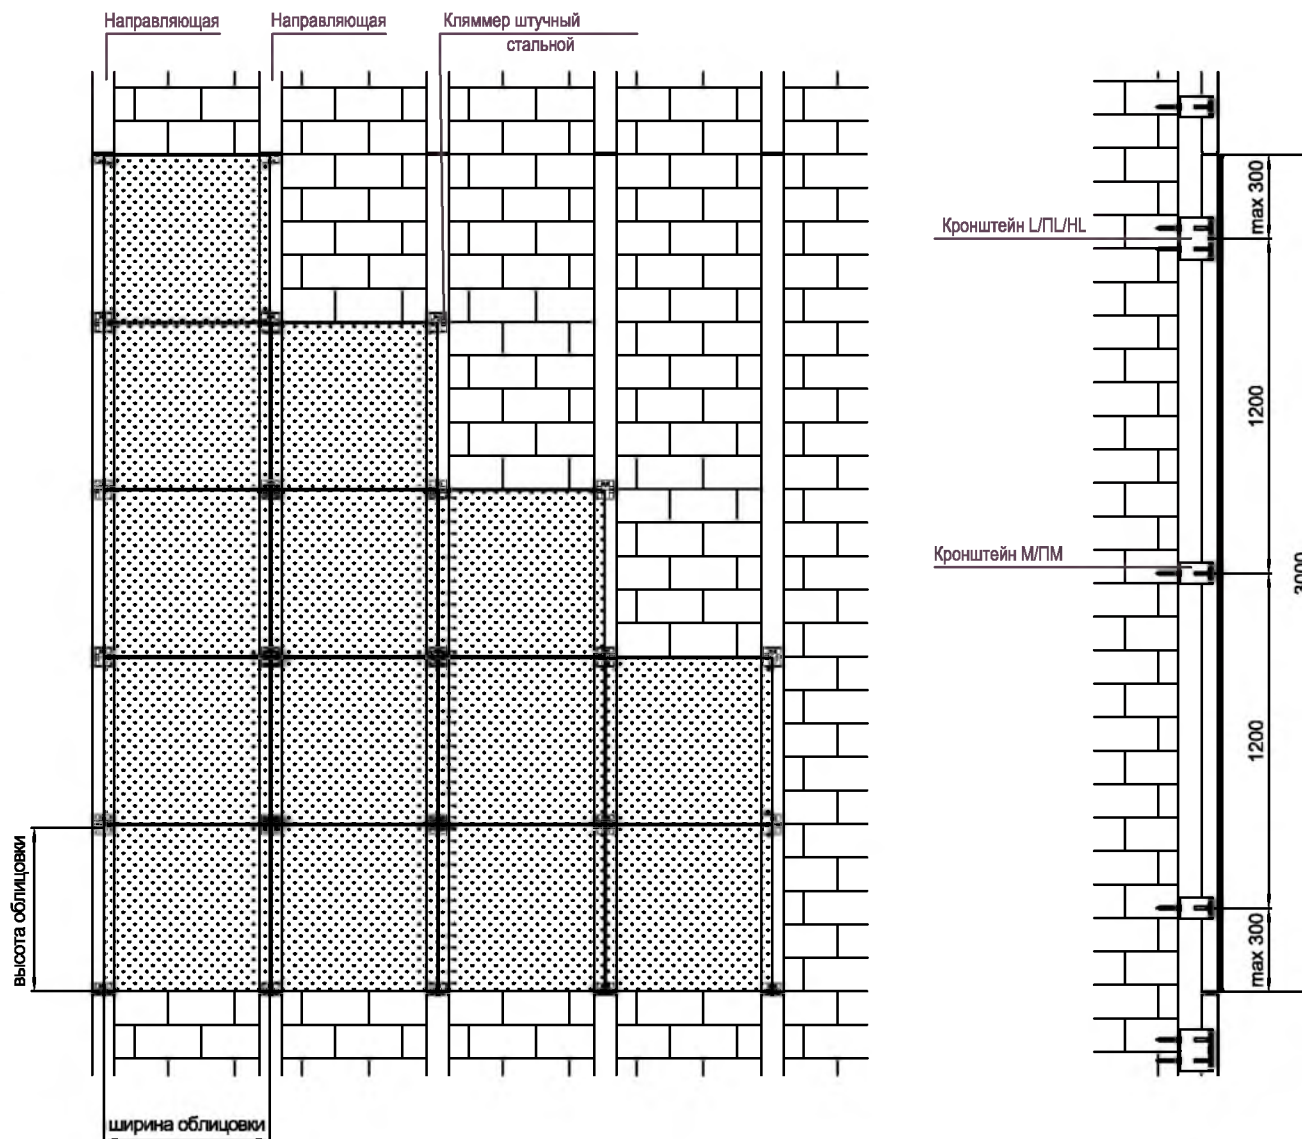 Направляющая
Направляющая
Кляммер штучный
стальной
высота облицовки
ширина облицовки
Кронштейн L/ПL/HL
Кронштейн М/ПМ
max 300
1200
1200
max 300
3000